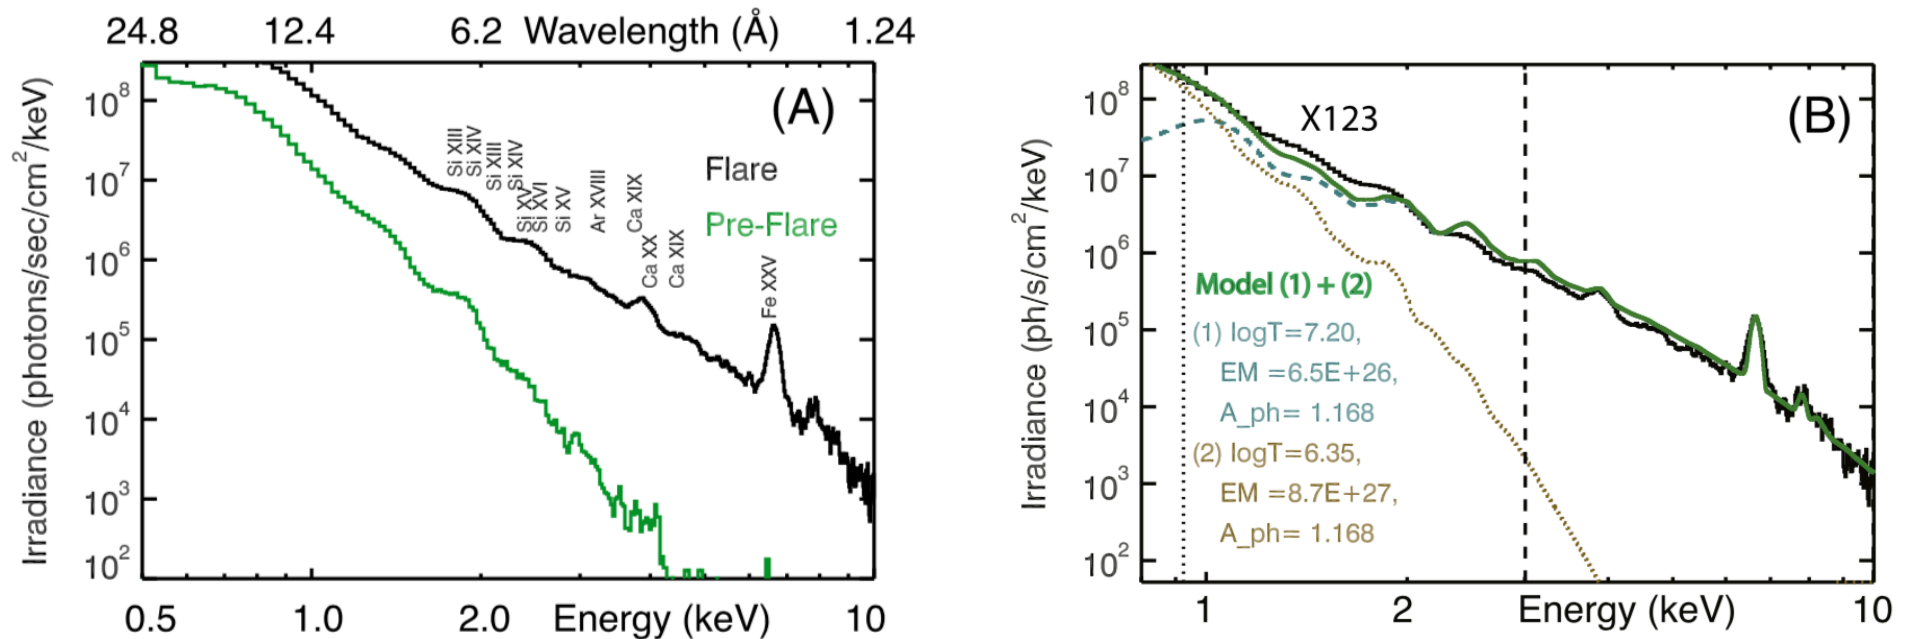 24.8 12.4 6.2 Wavelength (Å) 1.24
Irradiance (photons/sec/cm²/keV)
10⁸
10⁷
10⁶
10⁵
10⁴
10³
10²
(A)
Si XIII
Si XIV
Si XIII
Si XIV
Si XV
Si XVI
Si XV
Ar XVIII
Ca XIX
Ca XX
Ca XIX
Fe XXV
Flare
Pre-Flare
0.5 1.0 2.0 Energy (keV) 10
Irradiance (ph/s/cm²/keV)
10⁸
10⁷
10⁶
10⁵
10⁴
10³
10²
X123
(B)
Model (1) + (2)
(1) logT=7.20,
EM =6.5E+26,
A_ph= 1.168
(2) logT=6.35,
EM =8.7E+27,
A_ph= 1.168
1 2 Energy (keV) 10